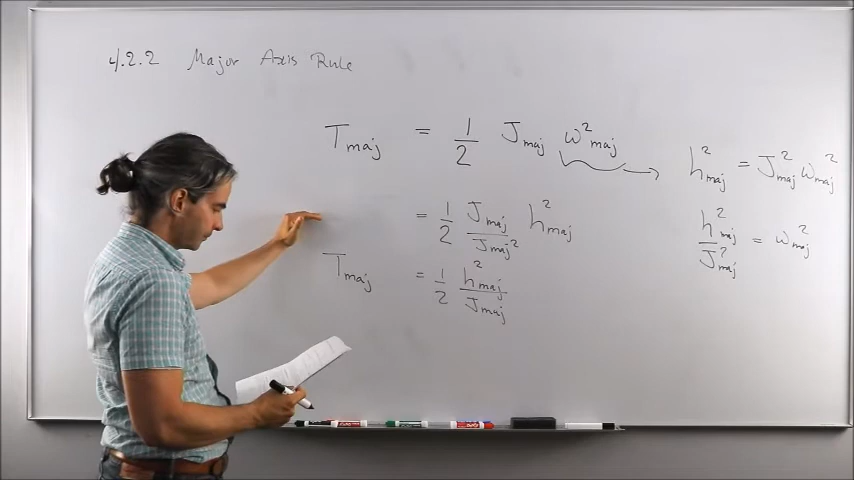 4.2.2 Major Axis Rule
T_maj = 1/2 J_maj ω²_maj
h²_maj = J²_maj ω²_maj
= 1/2 J_maj/J_maj² h²_maj
h²_maj/J²_maj = ω²_maj
T_maj = 1/2 h²_maj/J_maj